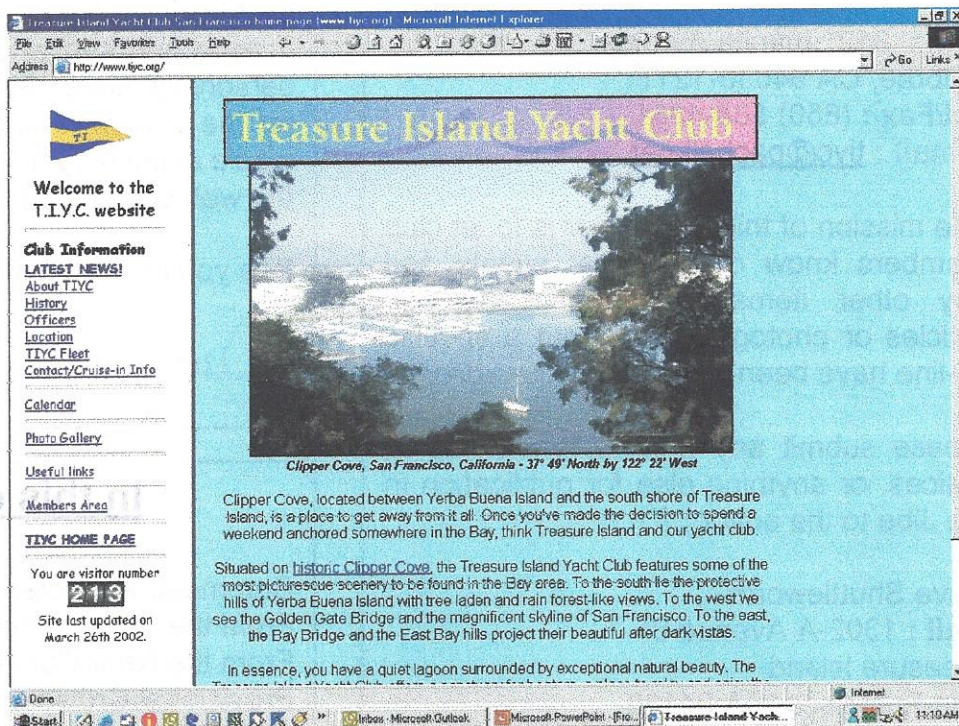 Treasure Island Yacht Club San Francisco home page (www.tiyc.org) - Microsoft Internet Explorer
File Edit View Favorites Tools Help
Address http://www.tiyc.org/ Go Links »
TI
Welcome to the
T.I.Y.C. website
Club Information
LATEST NEWS!
About TIYC
History
Officers
Location
TIYC Fleet
Contact/Cruise-in Info
Calendar
Photo Gallery
Useful links
Members Area
TIYC HOME PAGE
You are visitor number
213
Site last updated on
March 26th 2002.
Treasure Island Yacht Club
Clipper Cove, San Francisco, California - 37° 49' North by 122° 22' West
Clipper Cove, located between Yerba Buena Island and the south shore of Treasure
Island, is a place to get away from it all. Once you've made the decision to spend a
weekend anchored somewhere in the Bay, think Treasure Island and our yacht club.
Situated on historic Clipper Cove, the Treasure Island Yacht Club features some of the
most picturesque scenery to be found in the Bay area. To the south lie the protective
hills of Yerba Buena Island with tree laden and rain forest-like views. To the west we
see the Golden Gate Bridge and the magnificent skyline of San Francisco. To the east,
the Bay Bridge and the East Bay hills project their beautiful after dark vistas.
In essence, you have a quiet lagoon surrounded by exceptional natural beauty. The
Done Internet
Start » Inbox - Microsoft Outlook Microsoft PowerPoint - [Fro... Treasure Island Yach... 11:10 AM